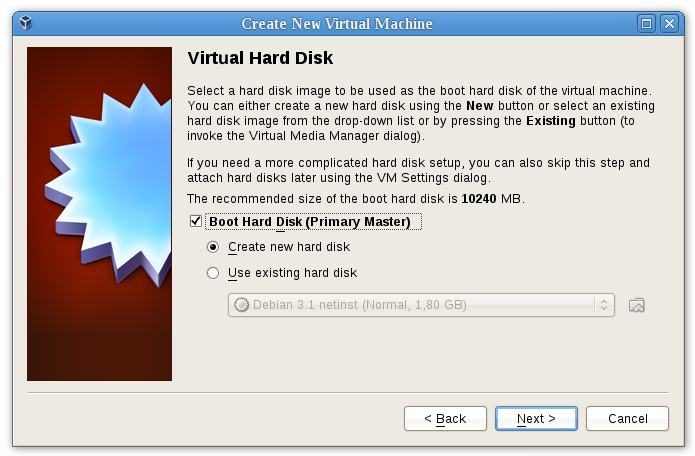 Create New Virtual Machine
Virtual Hard Disk
Select a hard disk image to be used as the boot hard disk of the virtual machine.
You can either create a new hard disk using the New button or select an existing
hard disk image from the drop-down list or by pressing the Existing button (to
invoke the Virtual Media Manager dialog).
If you need a more complicated hard disk setup, you can also skip this step and
attach hard disks later using the VM Settings dialog.
The recommended size of the boot hard disk is 10240 MB.
Boot Hard Disk (Primary Master)
Create new hard disk
Use existing hard disk
Debian 3.1 netinst (Normal, 1,80 GB)
< Back
Next >
Cancel